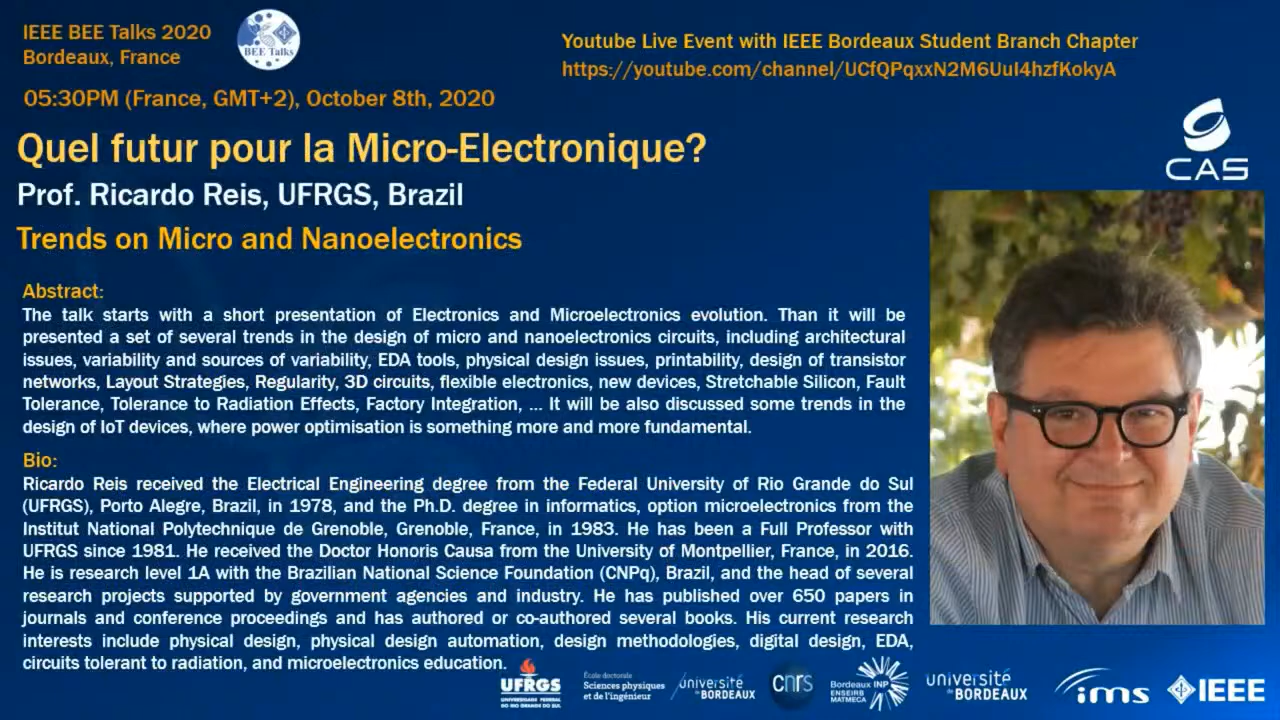 IEEE BEE Talks 2020
Bordeaux, France
BEE Talks
Youtube Live Event with IEEE Bordeaux Student Branch Chapter
https://youtube.com/channel/UCfQPqxxN2M6UuI4hzfKokyA
05:30PM (France, GMT+2), October 8th, 2020
Quel futur pour la Micro-Electronique?
Prof. Ricardo Reis, UFRGS, Brazil
Trends on Micro and Nanoelectronics
CAS
Abstract:
The talk starts with a short presentation of Electronics and Microelectronics evolution. Than it will be
presented a set of several trends in the design of micro and nanoelectronics circuits, including architectural
issues, variability and sources of variability, EDA tools, physical design issues, printability, design of transistor
networks, Layout Strategies, Regularity, 3D circuits, flexible electronics, new devices, Stretchable Silicon, Fault
Tolerance, Tolerance to Radiation Effects, Factory Integration, ... It will be also discussed some trends in the
design of IoT devices, where power optimisation is something more and more fundamental.
Bio:
Ricardo Reis received the Electrical Engineering degree from the Federal University of Rio Grande do Sul
(UFRGS), Porto Alegre, Brazil, in 1978, and the Ph.D. degree in informatics, option microelectronics from the
Institut National Polytechnique de Grenoble, Grenoble, France, in 1983. He has been a Full Professor with
UFRGS since 1981. He received the Doctor Honoris Causa from the University of Montpellier, France, in 2016.
He is research level 1A with the Brazilian National Science Foundation (CNPq), Brazil, and the head of several
research projects supported by government agencies and industry. He has published over 650 papers in
journals and conference proceedings and has authored or co-authored several books. His current research
interests include physical design, physical design automation, design methodologies, digital design, EDA,
circuits tolerant to radiation, and microelectronics education.
UFRGS
UNIVERSIDADE FEDERAL
DO RIO GRANDE DO SUL
École doctorale
Sciences physiques
et de l'ingénieur
université
de BORDEAUX
cnrs
Bordeaux INP
ENSEIRB
MATMECA
université
de BORDEAUX
ims
IEEE